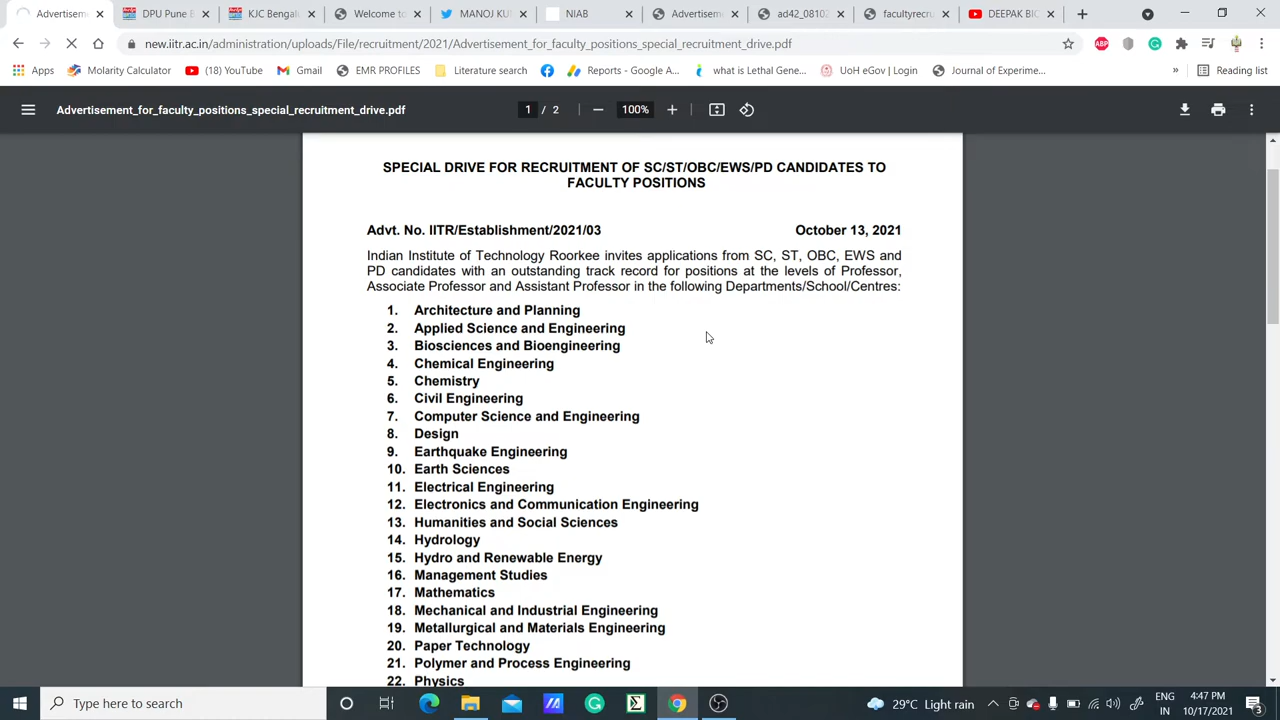 Advertiseme
DPU Pune B
KJC Bengal
Welcome to
MANOJ KU
NIAB
Advertisem
ad42_08102
facultyrecru
DEEPAK BIO
new.iitr.ac.in/administration/uploads/File/recruitment/2021/Advertisement_for_faculty_positions_special_recruitment_drive.pdf
ABP
Apps
Molarity Calculator
(18) YouTube
Gmail
EMR PROFILES
Literature search
Reports - Google A...
what is Lethal Gene...
UoH eGov | Login
Journal of Experime...
»
Reading list
Advertisement_for_faculty_positions_special_recruitment_drive.pdf
1 / 2
100%
SPECIAL DRIVE FOR RECRUITMENT OF SC/ST/OBC/EWS/PD CANDIDATES TO
FACULTY POSITIONS
Advt. No. IITR/Establishment/2021/03 October 13, 2021
Indian Institute of Technology Roorkee invites applications from SC, ST, OBC, EWS and
PD candidates with an outstanding track record for positions at the levels of Professor,
Associate Professor and Assistant Professor in the following Departments/School/Centres:
1. Architecture and Planning
2. Applied Science and Engineering
3. Biosciences and Bioengineering
4. Chemical Engineering
5. Chemistry
6. Civil Engineering
7. Computer Science and Engineering
8. Design
9. Earthquake Engineering
10. Earth Sciences
11. Electrical Engineering
12. Electronics and Communication Engineering
13. Humanities and Social Sciences
14. Hydrology
15. Hydro and Renewable Energy
16. Management Studies
17. Mathematics
18. Mechanical and Industrial Engineering
19. Metallurgical and Materials Engineering
20. Paper Technology
21. Polymer and Process Engineering
22. Physics
Type here to search
29°C Light rain
ENG
IN
4:47 PM
10/17/2021
3